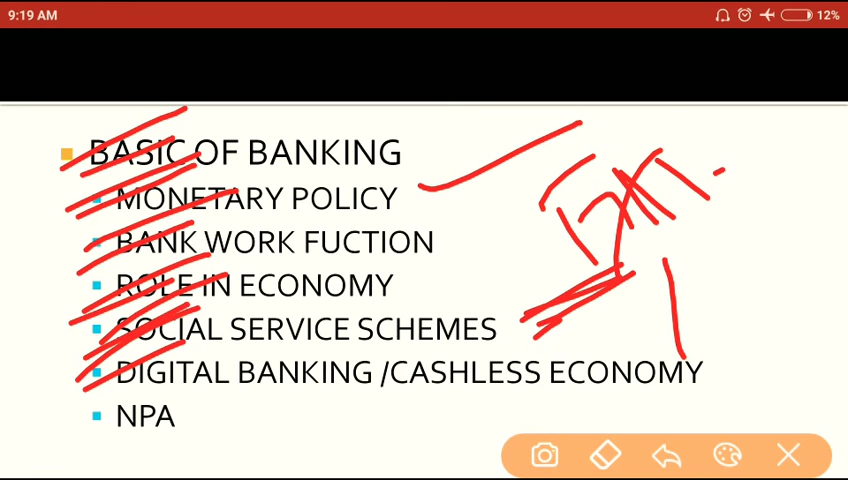 9:19 AM 12%
BASIC OF BANKING
MONETARY POLICY
BANK WORK FUCTION
ROLE IN ECONOMY
SOCIAL SERVICE SCHEMES
DIGITAL BANKING /CASHLESS ECONOMY
NPA